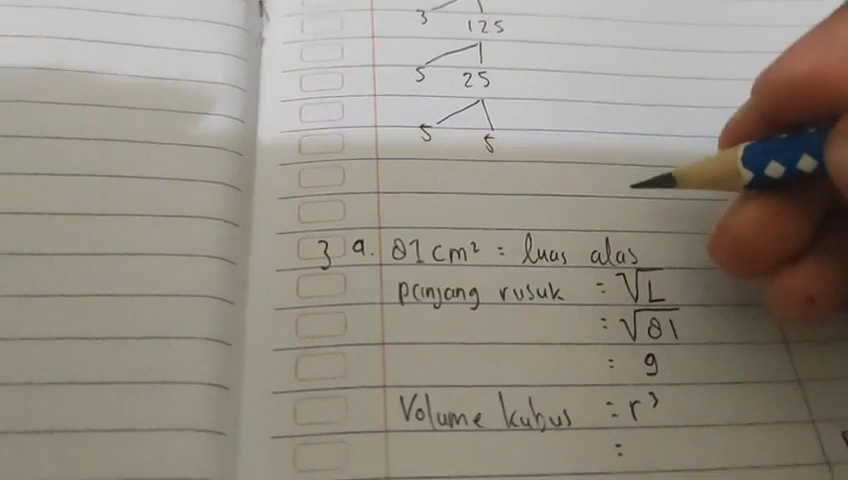 3 125
5 25
5 5
3 a. 81 cm² = luas alas
panjang rusuk = √L
= √81
= 9
Volume kubus = r³
=